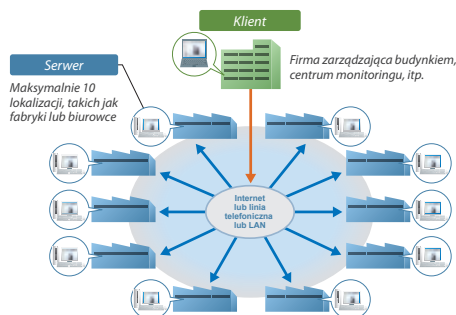 Klient
Serwer
Firma zarządzająca budynkiem,
centrum monitoringu, itp.
Maksymalnie 10
lokalizacji, takich jak
fabryki lub biurowce
Internet
lub linia
telefoniczna
lub LAN